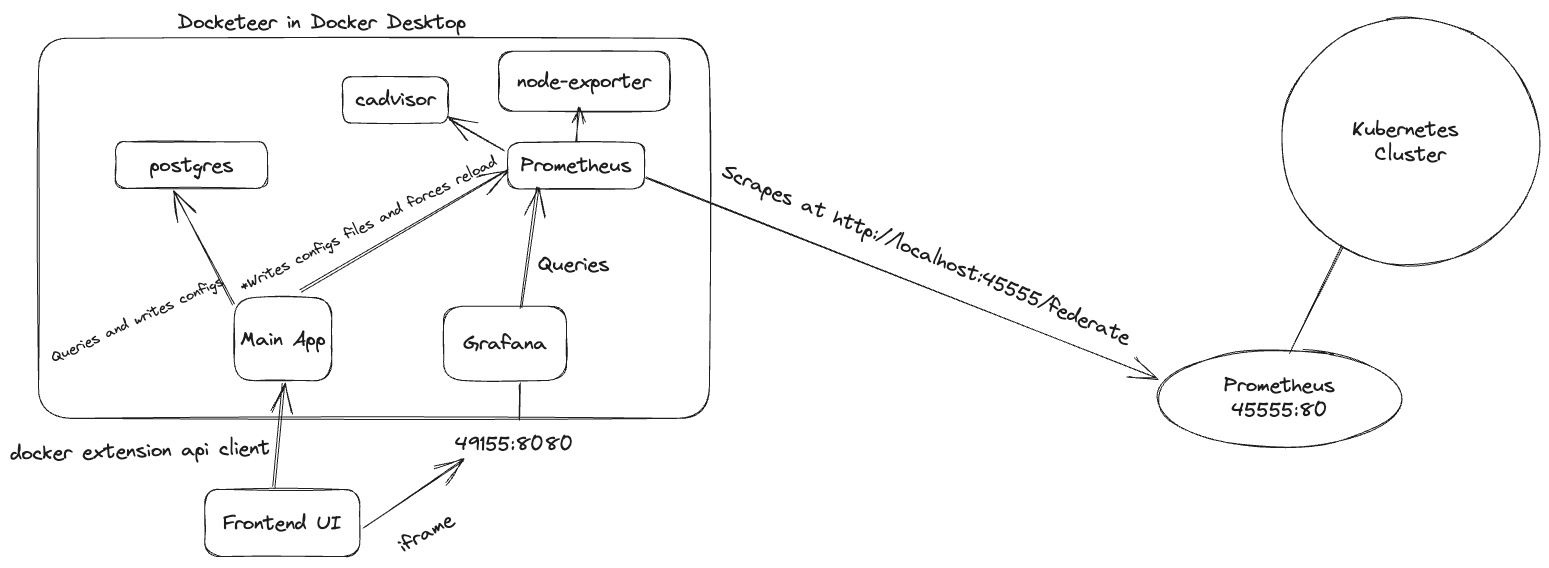 Docketeer in Docker Desktop
node-exporter
cadvisor
postgres
Prometheus
*Writes configs files and forces reload
Queries and writes configs
Queries
Main App
Grafana
docker extension api client
49155:8080
Frontend UI
iframe
Scrapes at http://localhost:45555/federate
Kubernetes
Cluster
Prometheus
45555:80